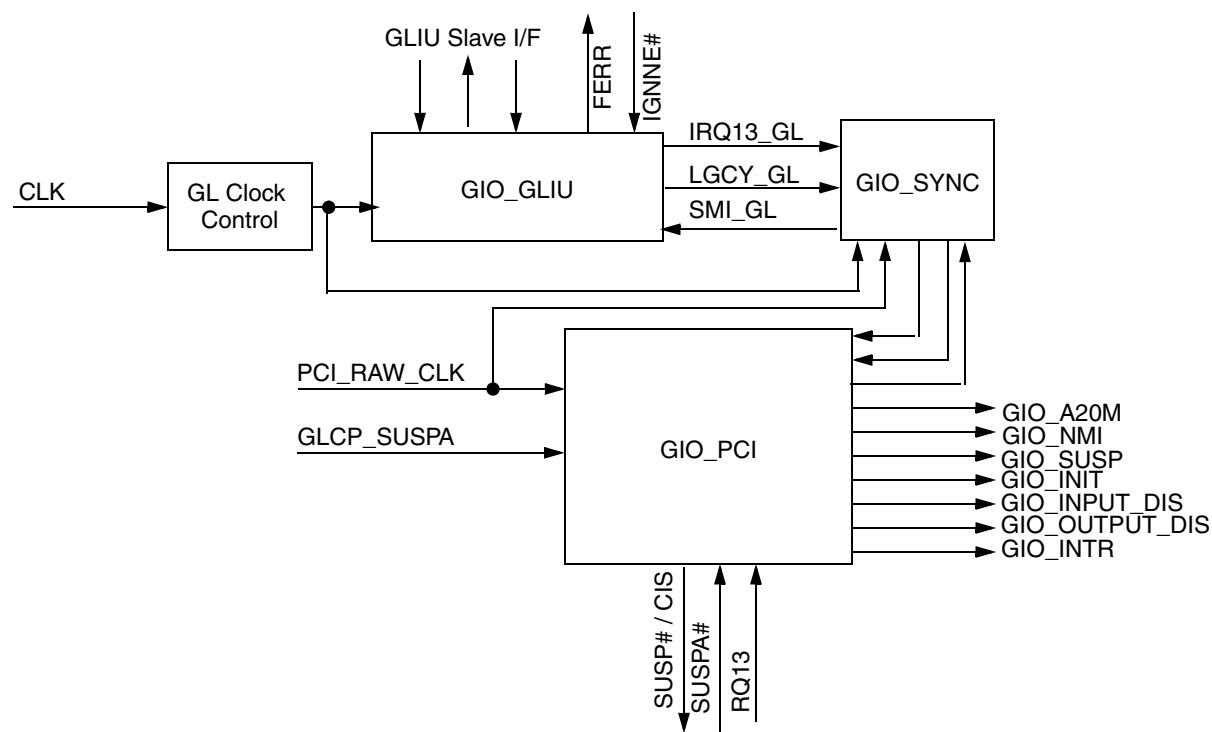 GLIU Slave I/F
FERR
IGNNE#
IRQ13_GL
LGCY_GL
SMI_GL
CLK
GL Clock
Control
GIO_GLIU
GIO_SYNC
PCI_RAW_CLK
GLCP_SUSPA
GIO_PCI
GIO_A20M
GIO_NMI
GIO_SUSP
GIO_INIT
GIO_INPUT_DIS
GIO_OUTPUT_DIS
GIO_INTR
SUSP# / CIS
SUSPA#
RQ13